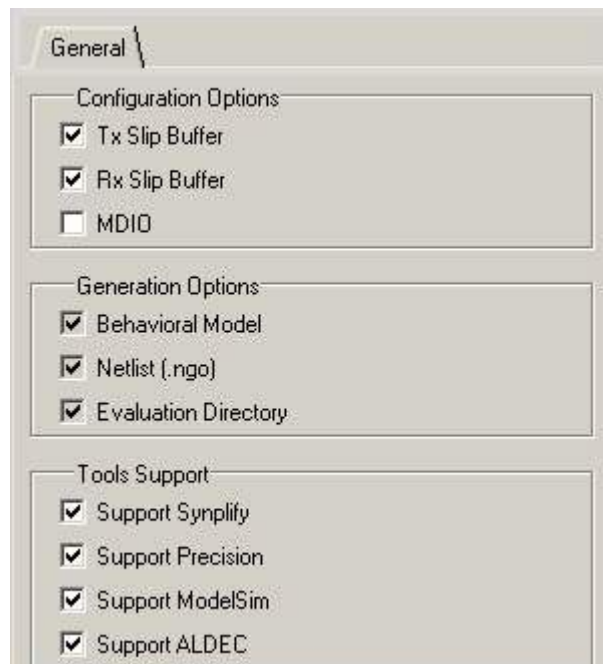 General
Configuration Options
Tx Slip Buffer
Rx Slip Buffer
MDIO
Generation Options
Behavioral Model
Netlist (.ngo)
Evaluation Directory
Tools Support
Support Synplify
Support Precision
Support ModelSim
Support ALDEC